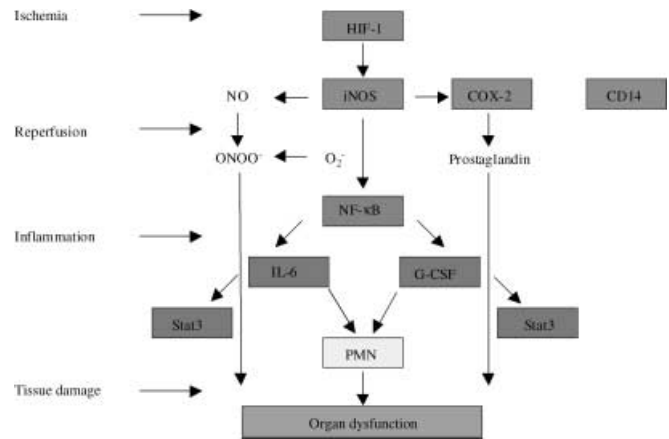 Ischemia
HIF-1
NO
iNOS
COX-2
CD14
Reperfusion
ONOO⁻
O₂⁻
Prostaglandin
NF-κB
Inflammation
IL-6
G-CSF
Stat3
Stat3
PMN
Tissue damage
Organ dysfunction